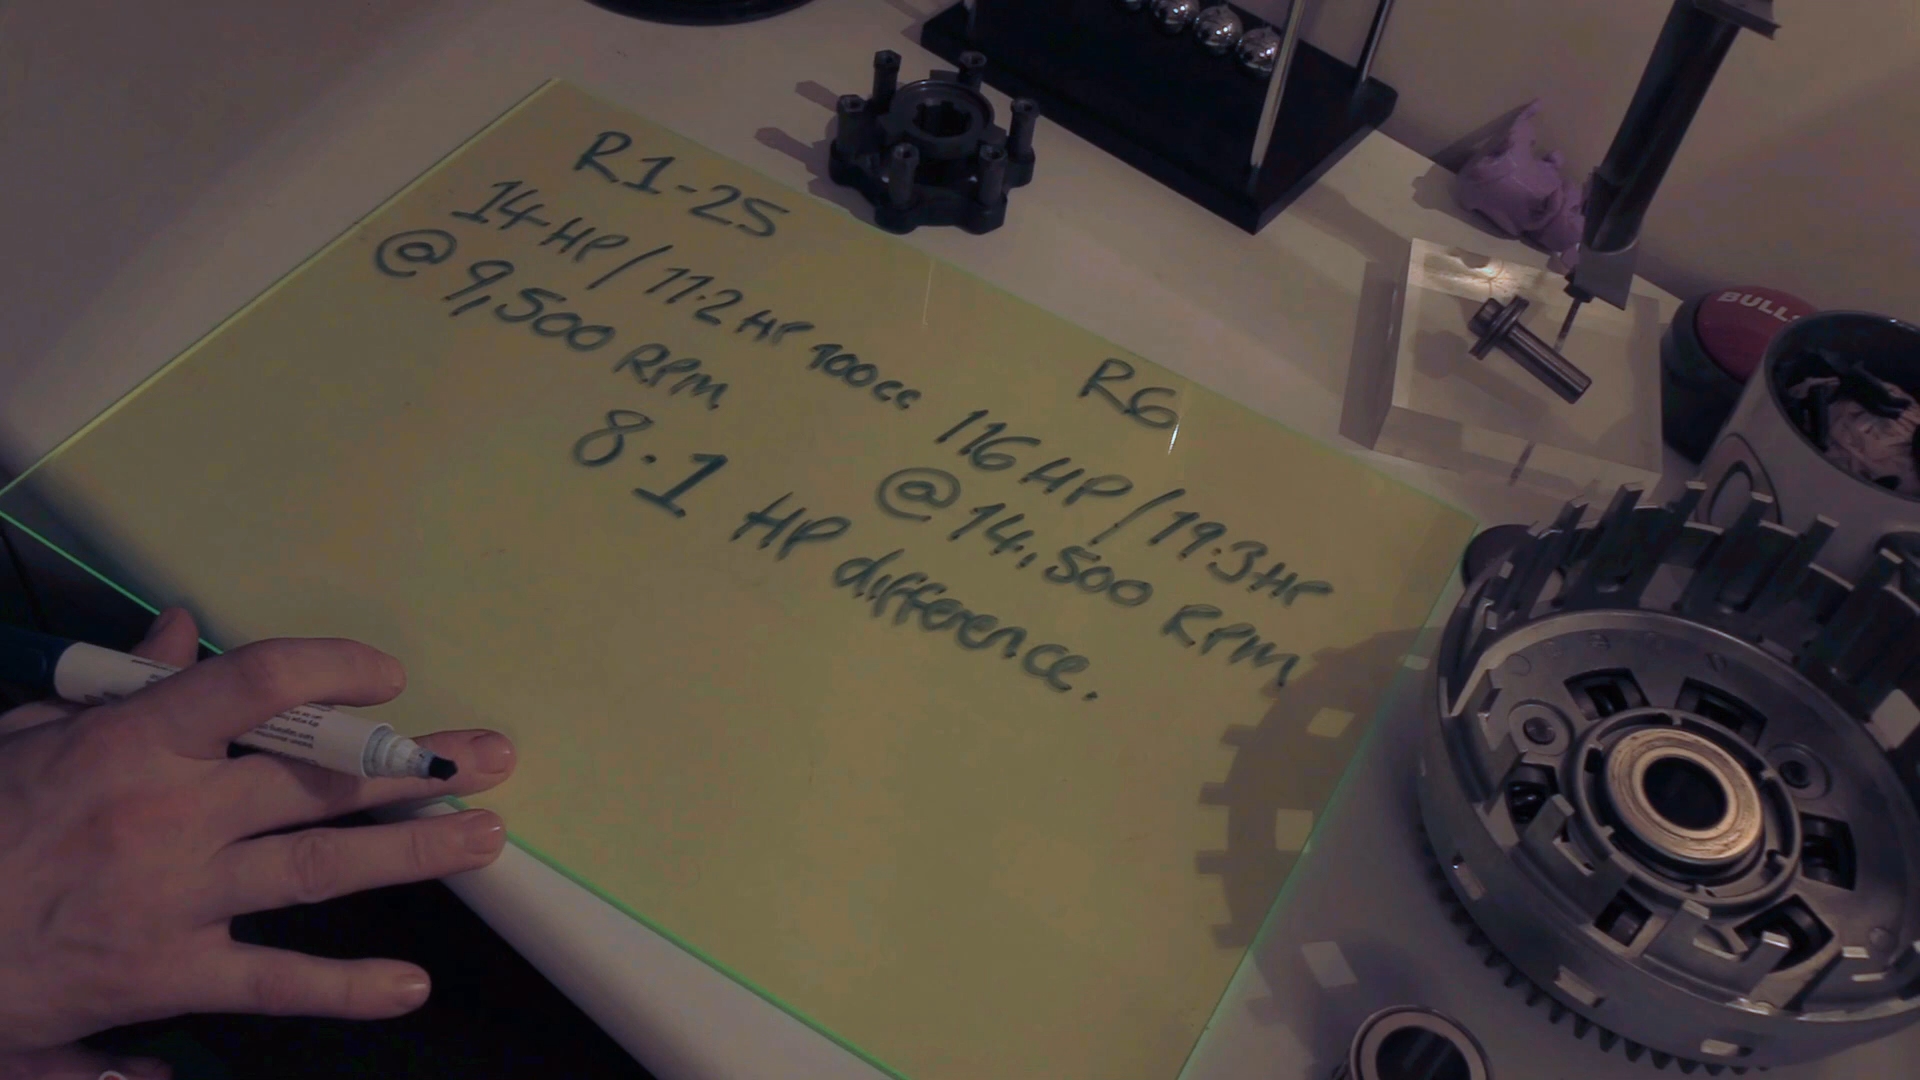 R1-25
14HP/11.2HP 100cc
@ 9,500 RPM
R6
116HP/19.3HP
@ 14,500 RPM
8.1 HP difference.
BULLS